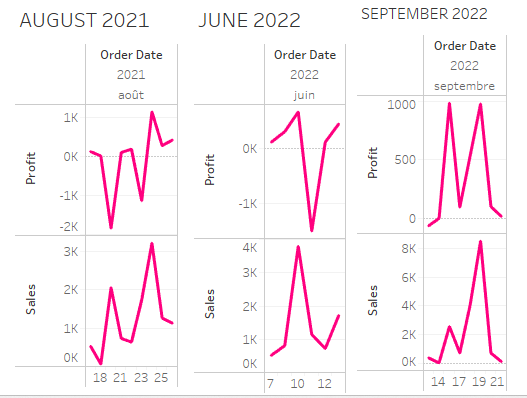 AUGUST 2021
Order Date
2021
août
1K
0K
-1K
-2K
Profit
3K
2K
1K
0K
Sales
18 21 23 25
JUNE 2022
Order Date
2022
juin
0K
-1K
Profit
4K
3K
2K
1K
0K
Sales
7 10 12
SEPTEMBER 2022
Order Date
2022
septembre
1000
500
0
Profit
8K
6K
4K
2K
0K
Sales
14 17 19 21